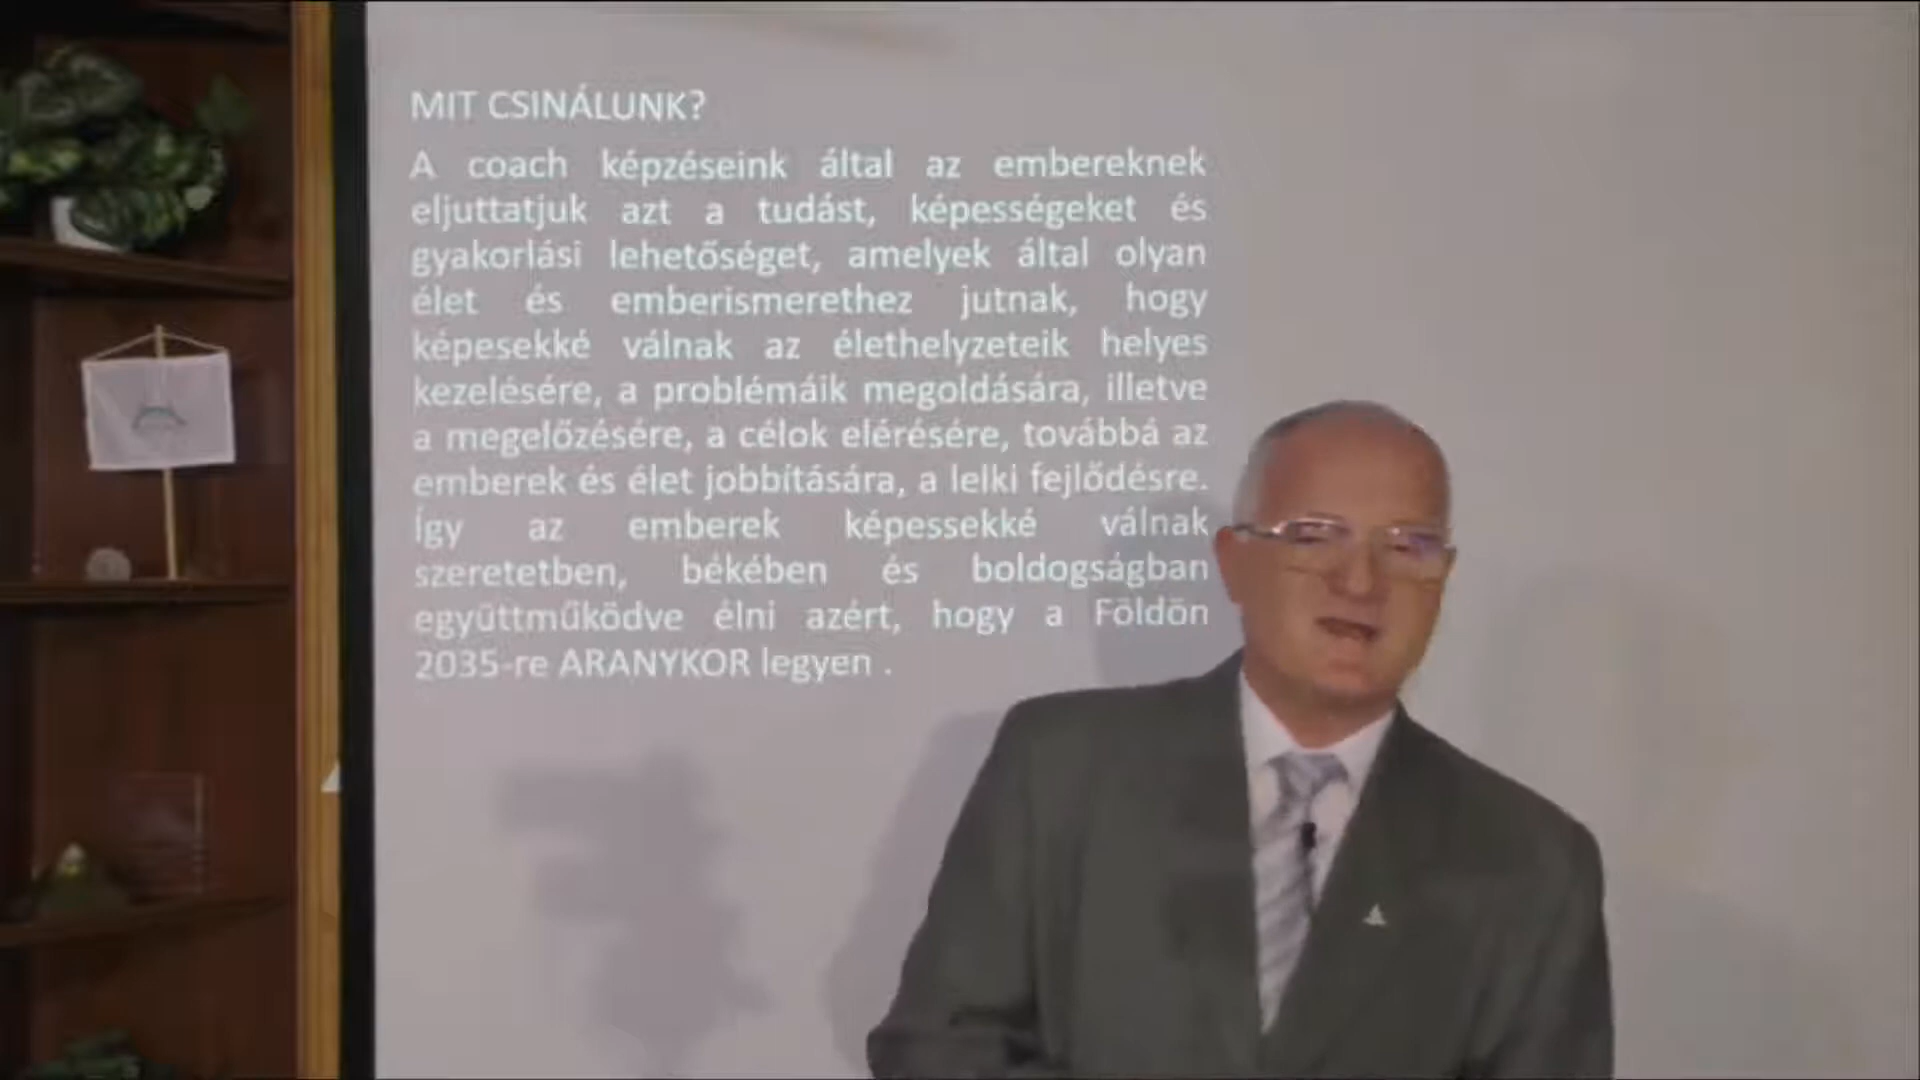 MIT CSINÁLUNK?
A coach képzéseink által az embereknek
eljuttatjuk azt a tudást, képességeket és
gyakorlási lehetőséget, amelyek által olyan
élet és emberismerethez jutnak, hogy
képesekké válnak az élethelyzeteik helyes
kezelésére, a problémáik megoldására, illetve
a megelőzésére, a célok elérésére, továbbá az
emberek és élet jobbítására, a lelki fejlődésre.
Így az emberek képessekké válnak
szeretetben, békében és boldogságban
együttműködve élni azért, hogy a Földön
2035-re ARANYKOR legyen .